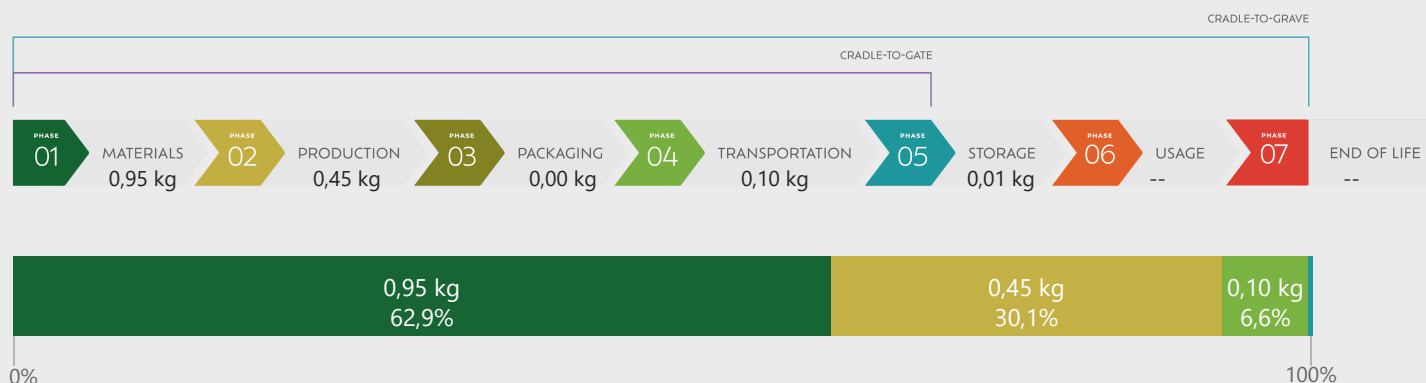 CRADLE-TO-GRAVE
CRADLE-TO-GATE
PHASE
01
MATERIALS
0,95 kg
PHASE
02
PRODUCTION
0,45 kg
PHASE
03
PACKAGING
0,00 kg
PHASE
04
TRANSPORTATION
0,10 kg
PHASE
05
STORAGE
0,01 kg
PHASE
06
USAGE
--
PHASE
07
END OF LIFE
--
0,95 kg
62,9%
0,45 kg
30,1%
0,10 kg
6,6%
0%
100%